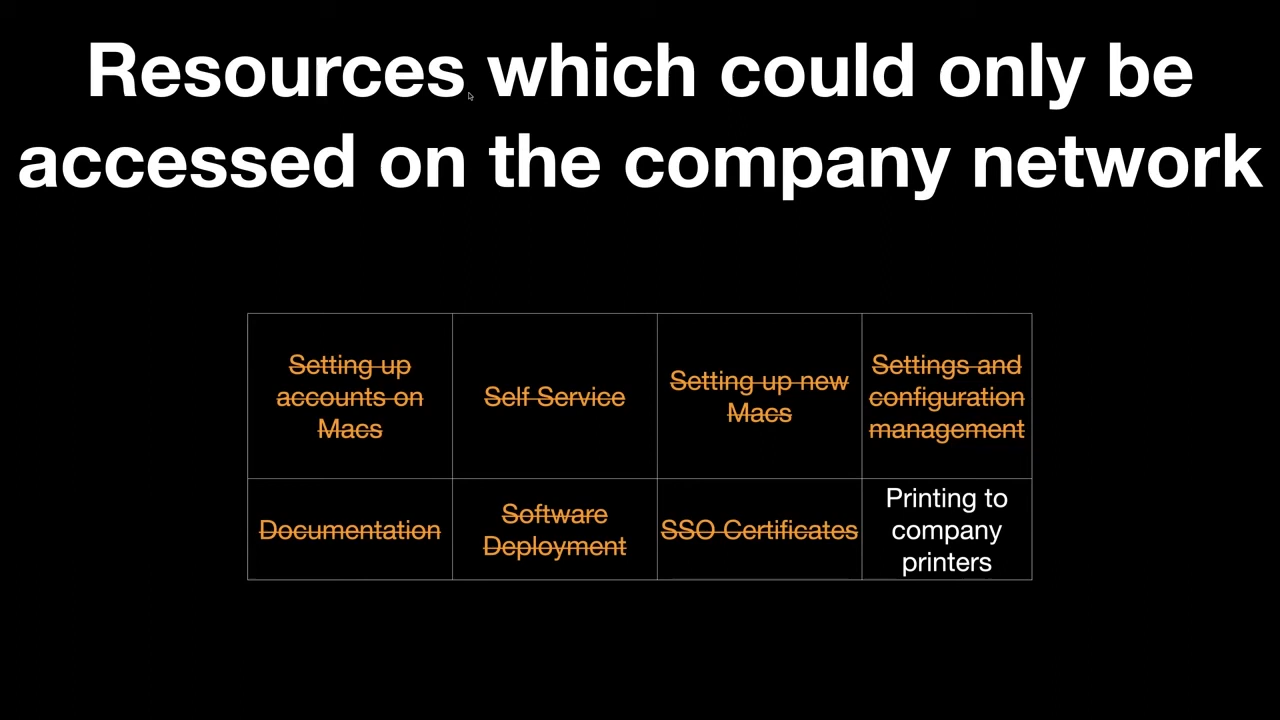 Resources which could only be
accessed on the company network
Setting up
accounts on
Macs
Self Service
Setting up new
Macs
Settings and
configuration
management
Documentation
Software
Deployment
SSO Certificates
Printing to
company
printers